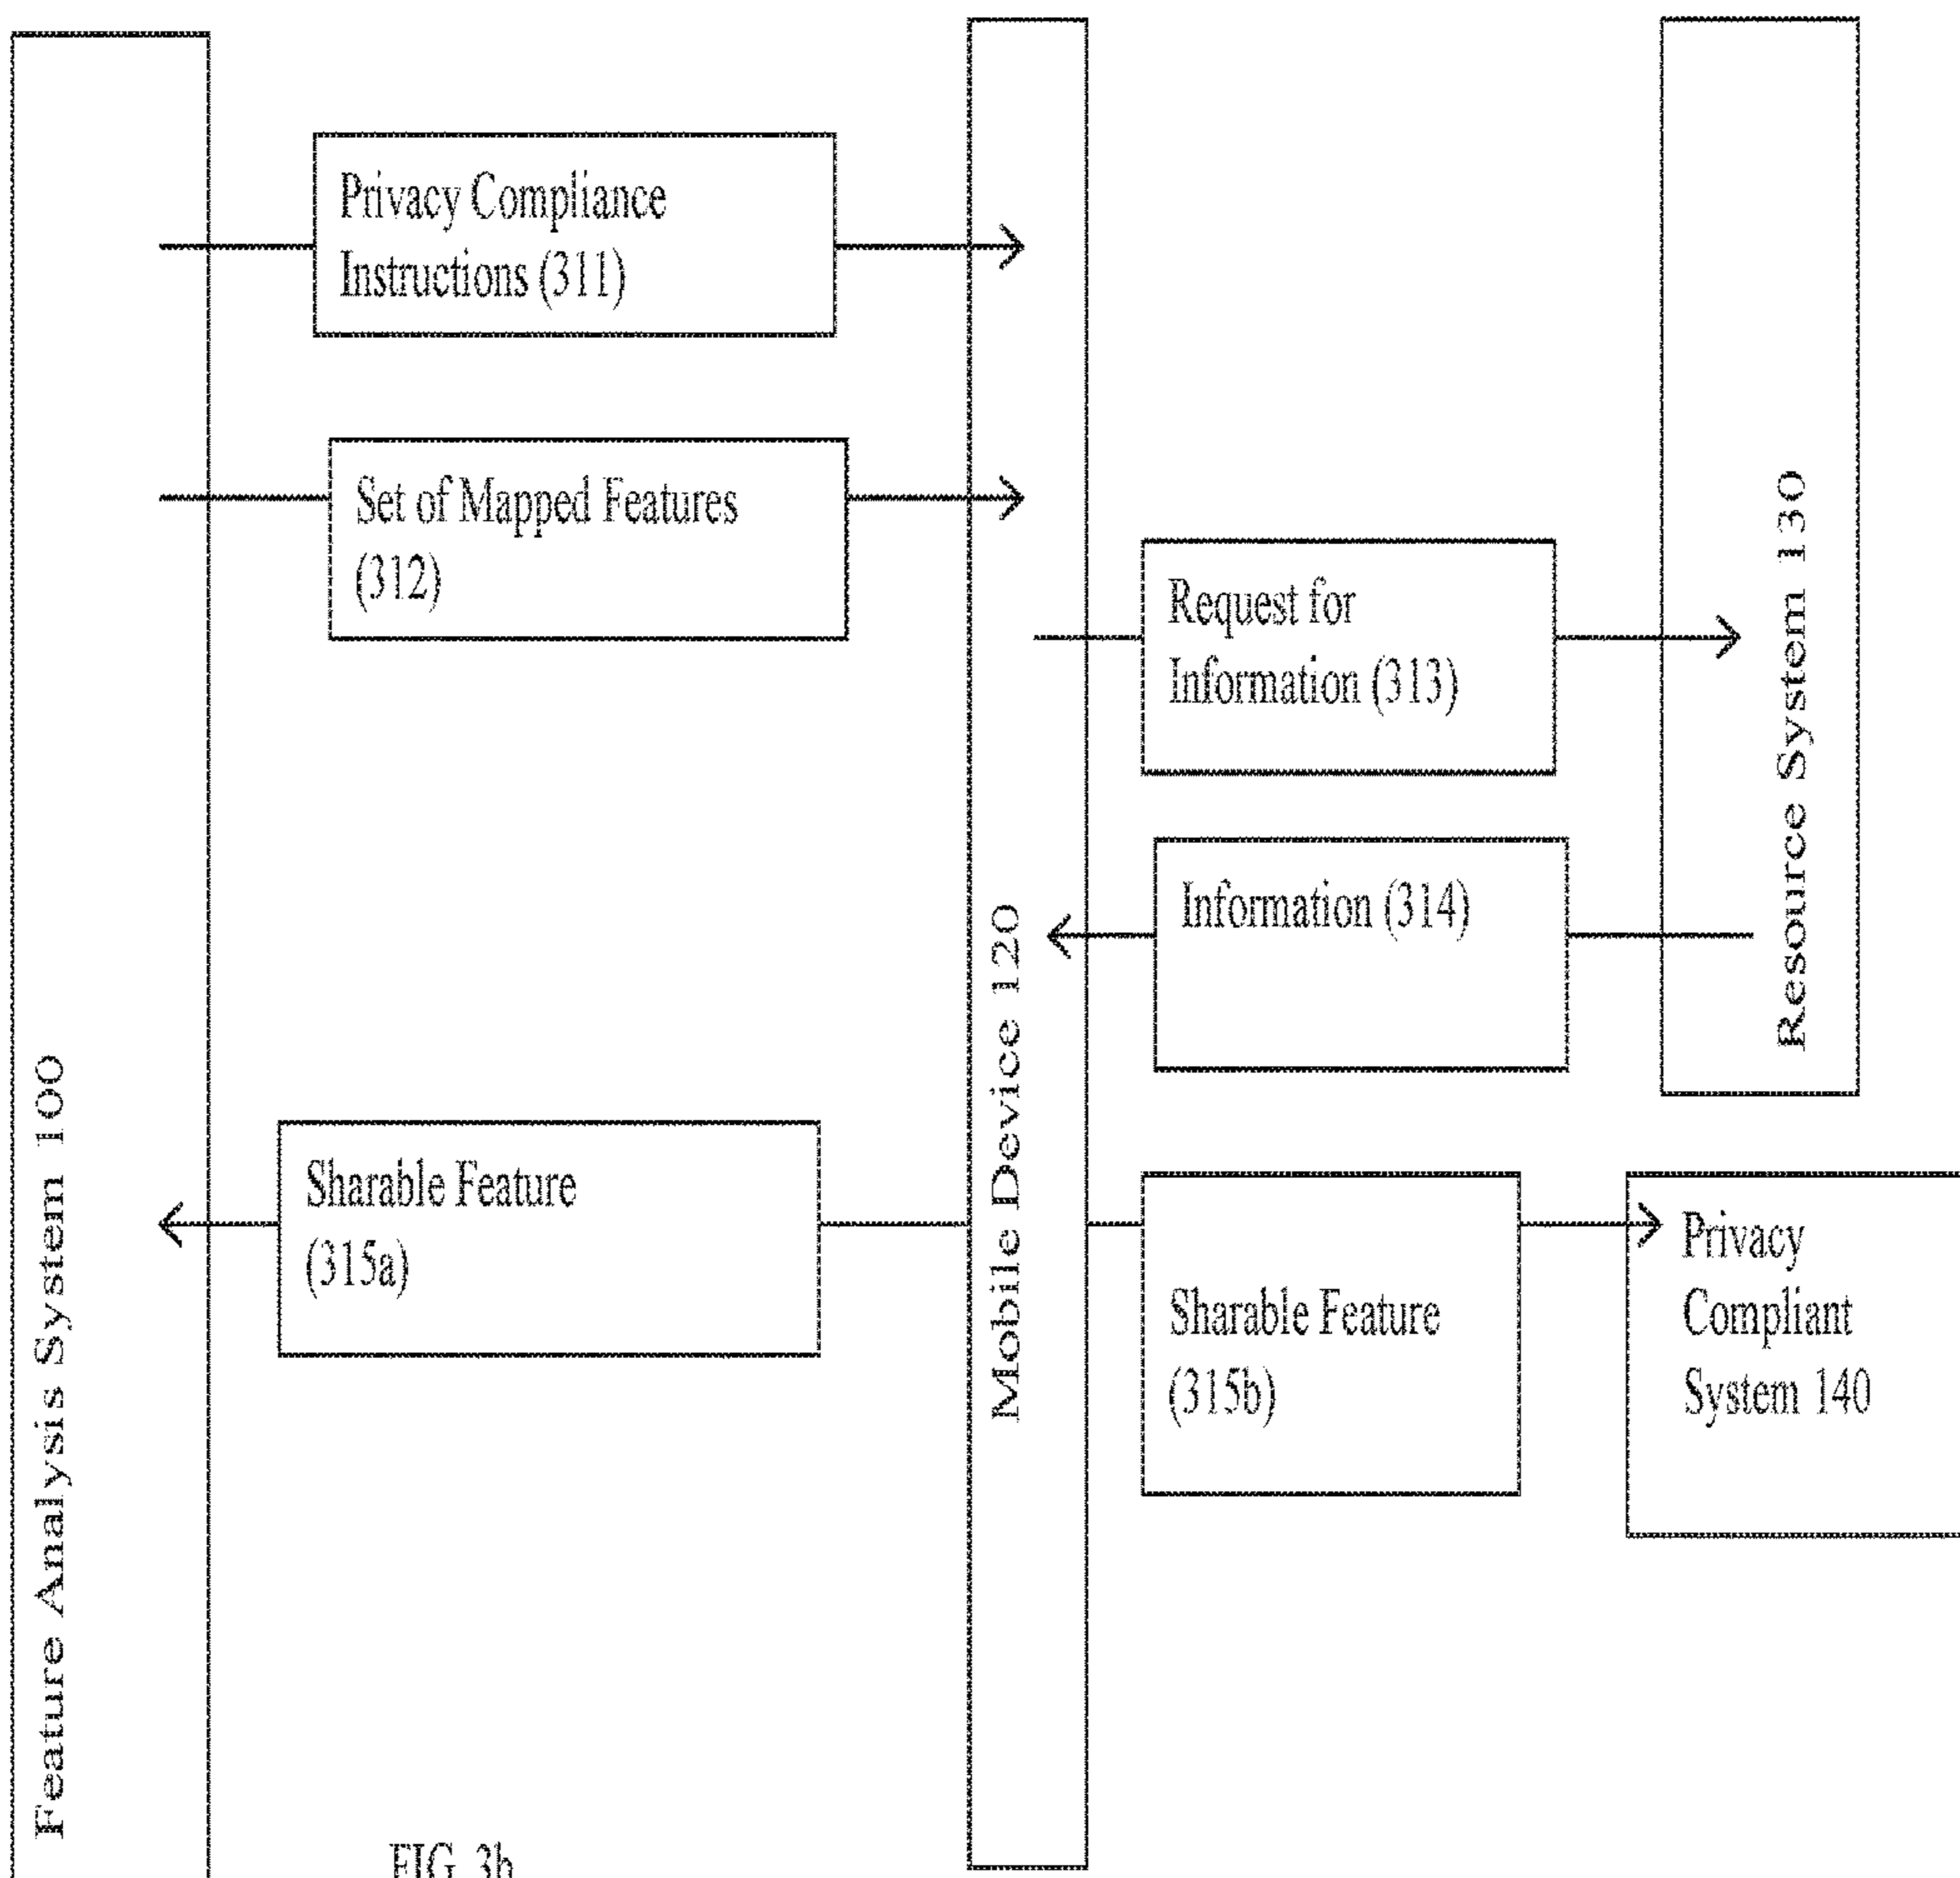 Privacy Compliance
Instructions (311)
Set of Mapped Features
(312)
Request for
Information (313)
Information (314)
Resource System 130
Mobile Device 120
Feature Analysis System 100
Sharable Feature
(315a)
Sharable Feature
(315b)
Privacy
Compliant
System 140
FIG. 3b